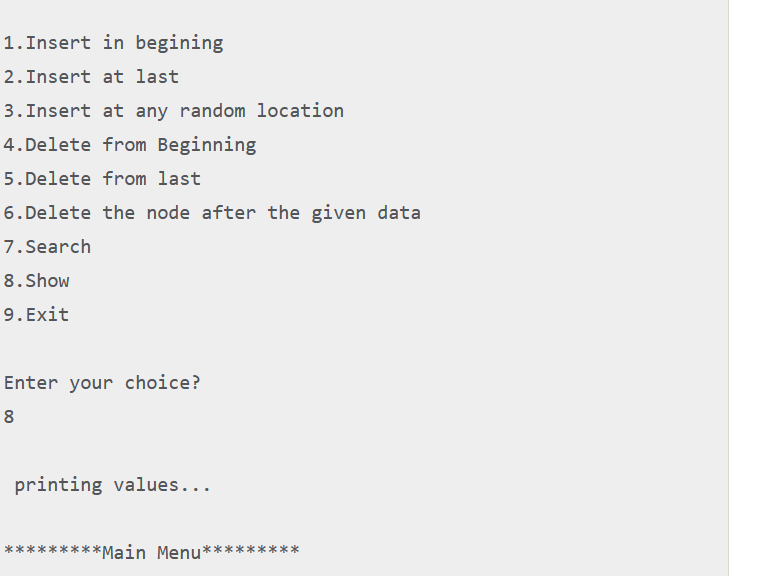 1.Insert in begining
2.Insert at last
3.Insert at any random location
4.Delete from Beginning
5.Delete from last
6.Delete the node after the given data
7.Search
8.Show
9.Exit
Enter your choice?
8
printing values...
*********Main Menu*********